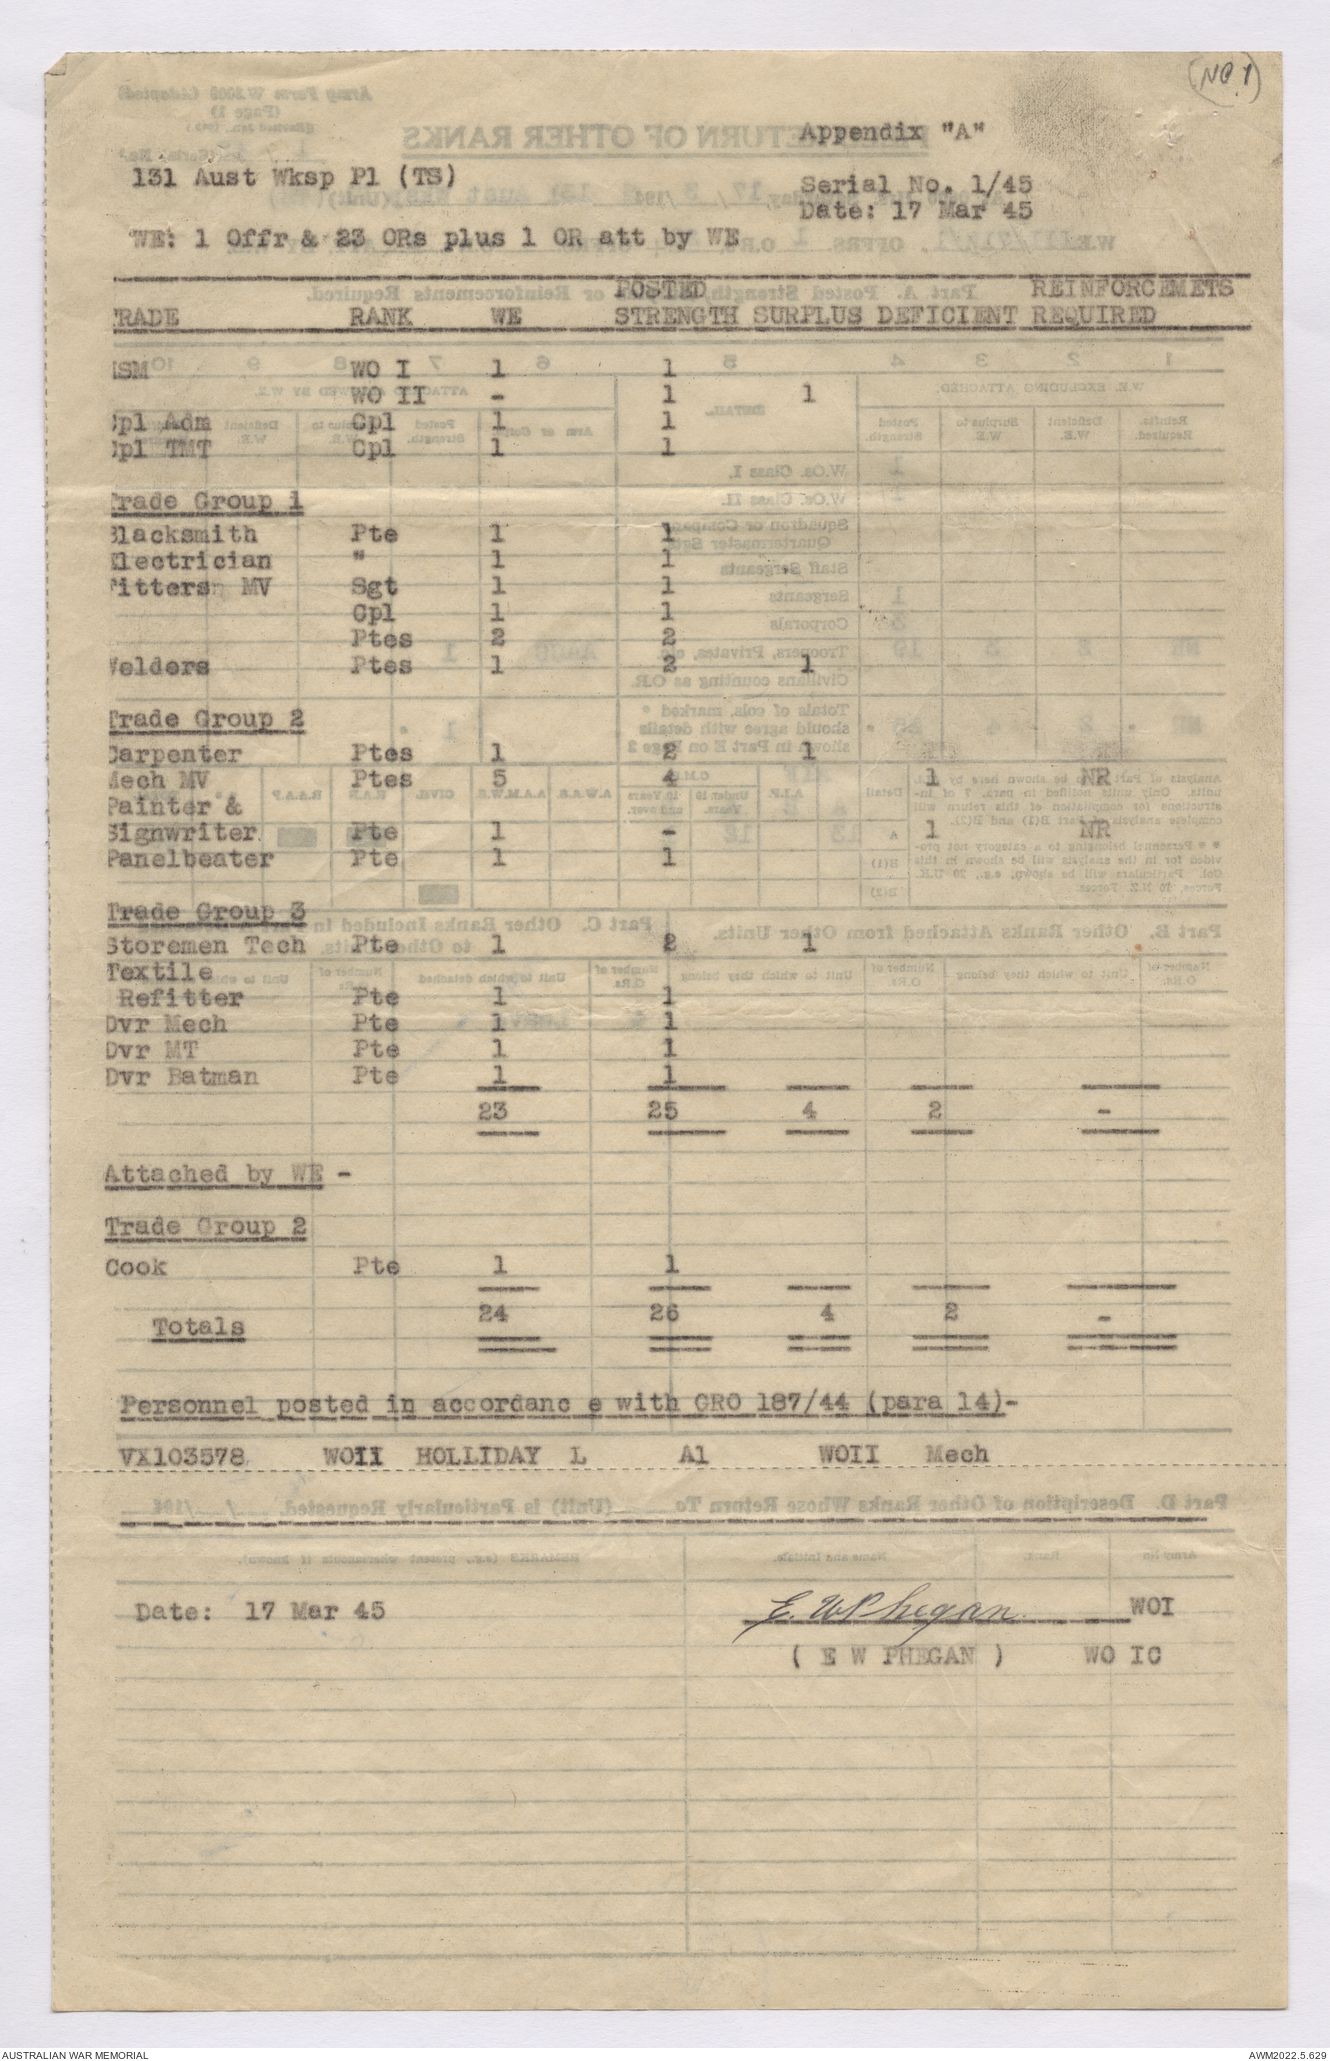 (NO 1)
Appendix "A"
131 Aust Wksp Pl (TS)
Serial No. 1/45
Date: 17 Mar 45
WE: 1 Offr & 23 ORs plus 1 OR att by WE
POSTED REINFORCEMETS
TRADE RANK WE STRENGTH SURPLUS DEFICIENT REQUIRED
ASM WO I 1 1
WO II - 1 1
Cpl Adm Cpl 1 1
Cpl TMT Cpl 1 1
Trade Group 1
Blacksmith Pte 1 1
Electrician " 1 1
Fitters MV Sgt 1 1
Cpl 1 1
Ptes 2 2
Welders Ptes 1 2 1
Trade Group 2
Carpenter Ptes 1 2 1
Mech MV Ptes 5 4 1 NR
Painter &
Signwriter Pte 1 - 1 NR
Panelbeater Pte 1 1
Trade Group 3
Storemen Tech Pte 1 2 1
Textile
Refitter Pte 1 1
Dvr Mech Pte 1 1
Dvr MT Pte 1 1
Dvr Batman Pte 1 1
23 25 4 2 -
Attached by WE -
Trade Group 2
Cook Pte 1 1
Totals 24 26 4 2 -
Personnel posted in accordanc e with GRO 187/44 (para 14)-
VX103578 WOII HOLLIDAY L A1 WOII Mech
Date: 17 Mar 45 E. W Phegan WOI
( E W PHEGAN ) WO IC
AUSTRALIAN WAR MEMORIAL AWM2022.5.629